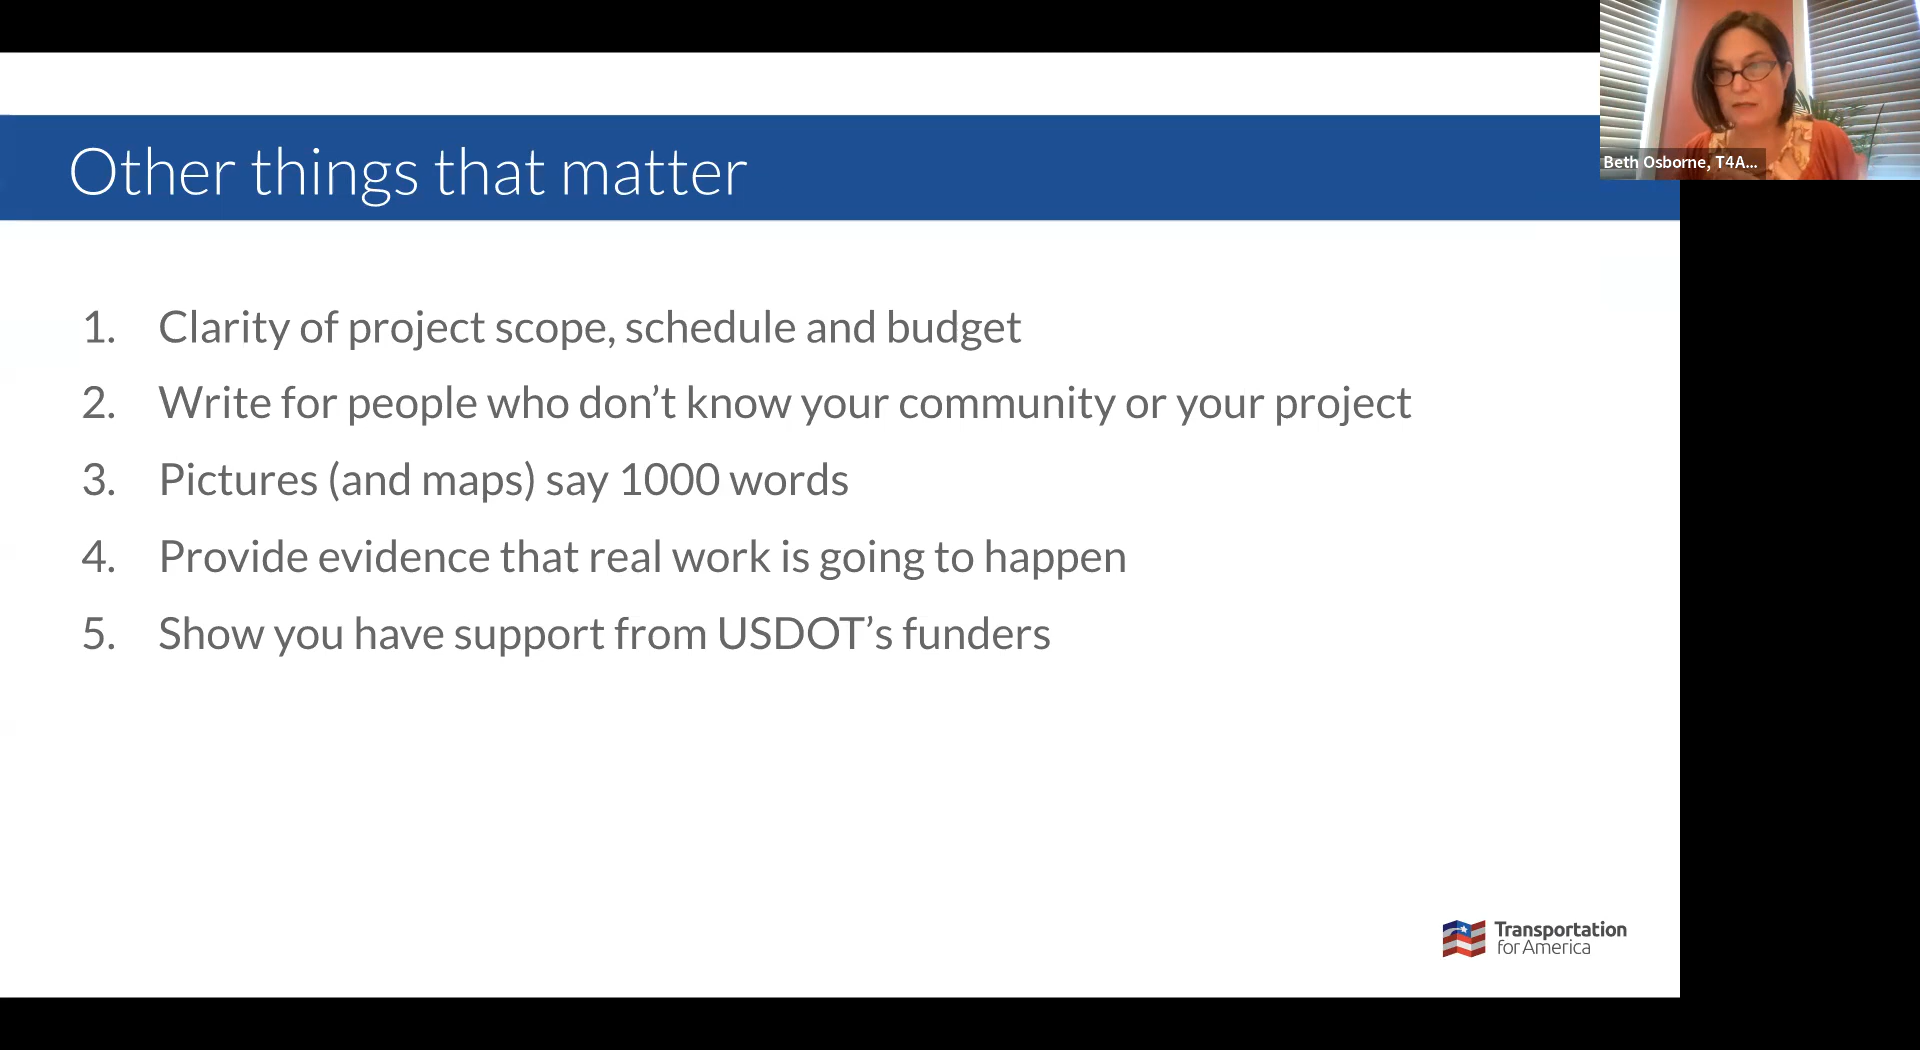 Other things that matter
Beth Osborne, T4A...
1. Clarity of project scope, schedule and budget
2. Write for people who don’t know your community or your project
3. Pictures (and maps) say 1000 words
4. Provide evidence that real work is going to happen
5. Show you have support from USDOT’s funders
Transportation
for America